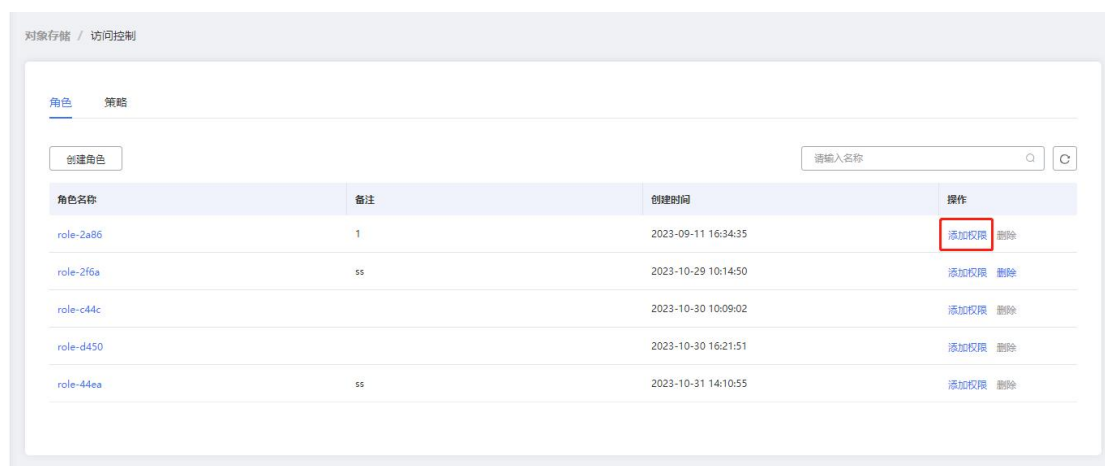 对象存储 / 访问控制
角色 策略
创建角色 请输入名称
角色名称 备注 创建时间 操作
role-2a86 1 2023-09-11 16:34:35 添加权限 删除
role-2f6a ss 2023-10-29 10:14:50 添加权限 删除
role-c44c 2023-10-30 10:09:02 添加权限 删除
role-d450 2023-10-30 16:21:51 添加权限 删除
role-44ea ss 2023-10-31 14:10:55 添加权限 删除